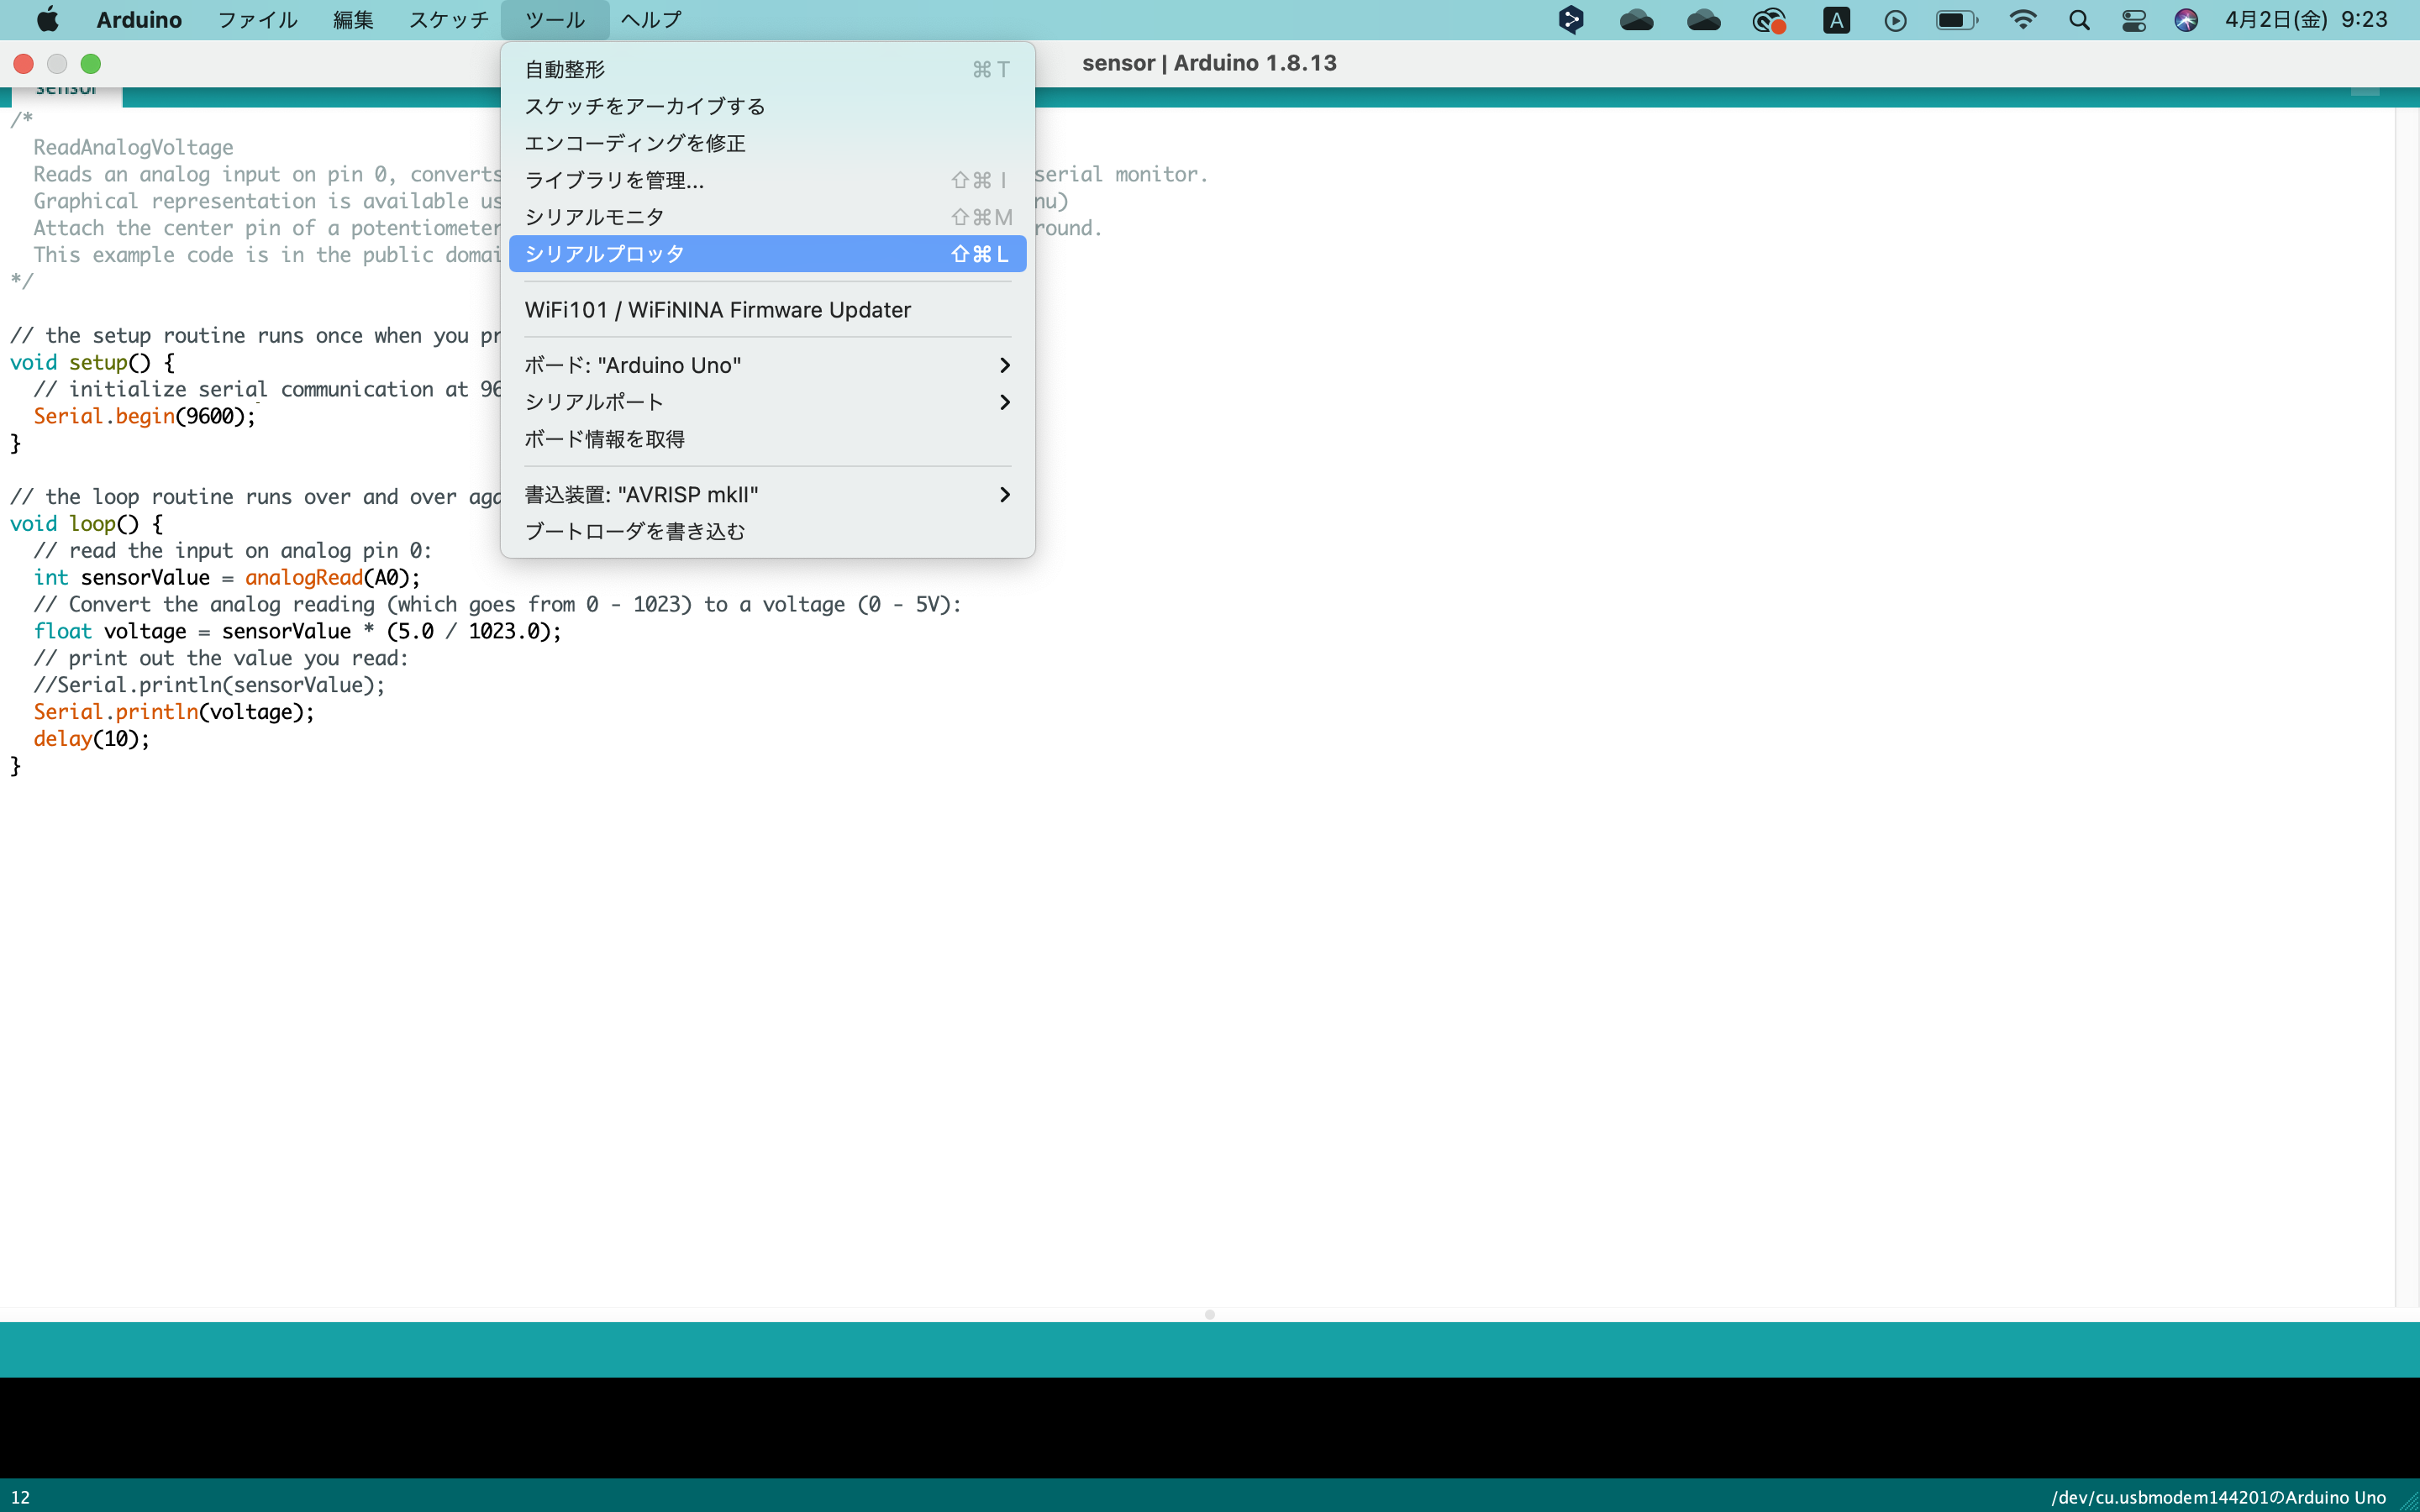 Arduino ファイル 編集 スケッチ ツール ヘルプ A 4月2日(金) 9:23
sensor | Arduino 1.8.13
sensor
自動整形 ⌘T
スケッチをアーカイブする
エンコーディングを修正
ライブラリを管理... ⇧⌘I
シリアルモニタ ⇧⌘M
シリアルプロッタ ⇧⌘L
WiFi101 / WiFiNINA Firmware Updater
ボード: "Arduino Uno"
シリアルポート
ボード情報を取得
書込装置: "AVRISP mkII"
ブートローダを書き込む
/*
ReadAnalogVoltage
Reads an analog input on pin 0, converts serial monitor.
Graphical representation is available us nu)
Attach the center pin of a potentiometer round.
This example code is in the public domai
*/
// the setup routine runs once when you pr
void setup() {
// initialize serial communication at 96
Serial.begin(9600);
}
// the loop routine runs over and over aga
void loop() {
// read the input on analog pin 0:
int sensorValue = analogRead(A0);
// Convert the analog reading (which goes from 0 - 1023) to a voltage (0 - 5V):
float voltage = sensorValue * (5.0 / 1023.0);
// print out the value you read:
//Serial.println(sensorValue);
Serial.println(voltage);
delay(10);
}
12 /dev/cu.usbmodem144201のArduino Uno